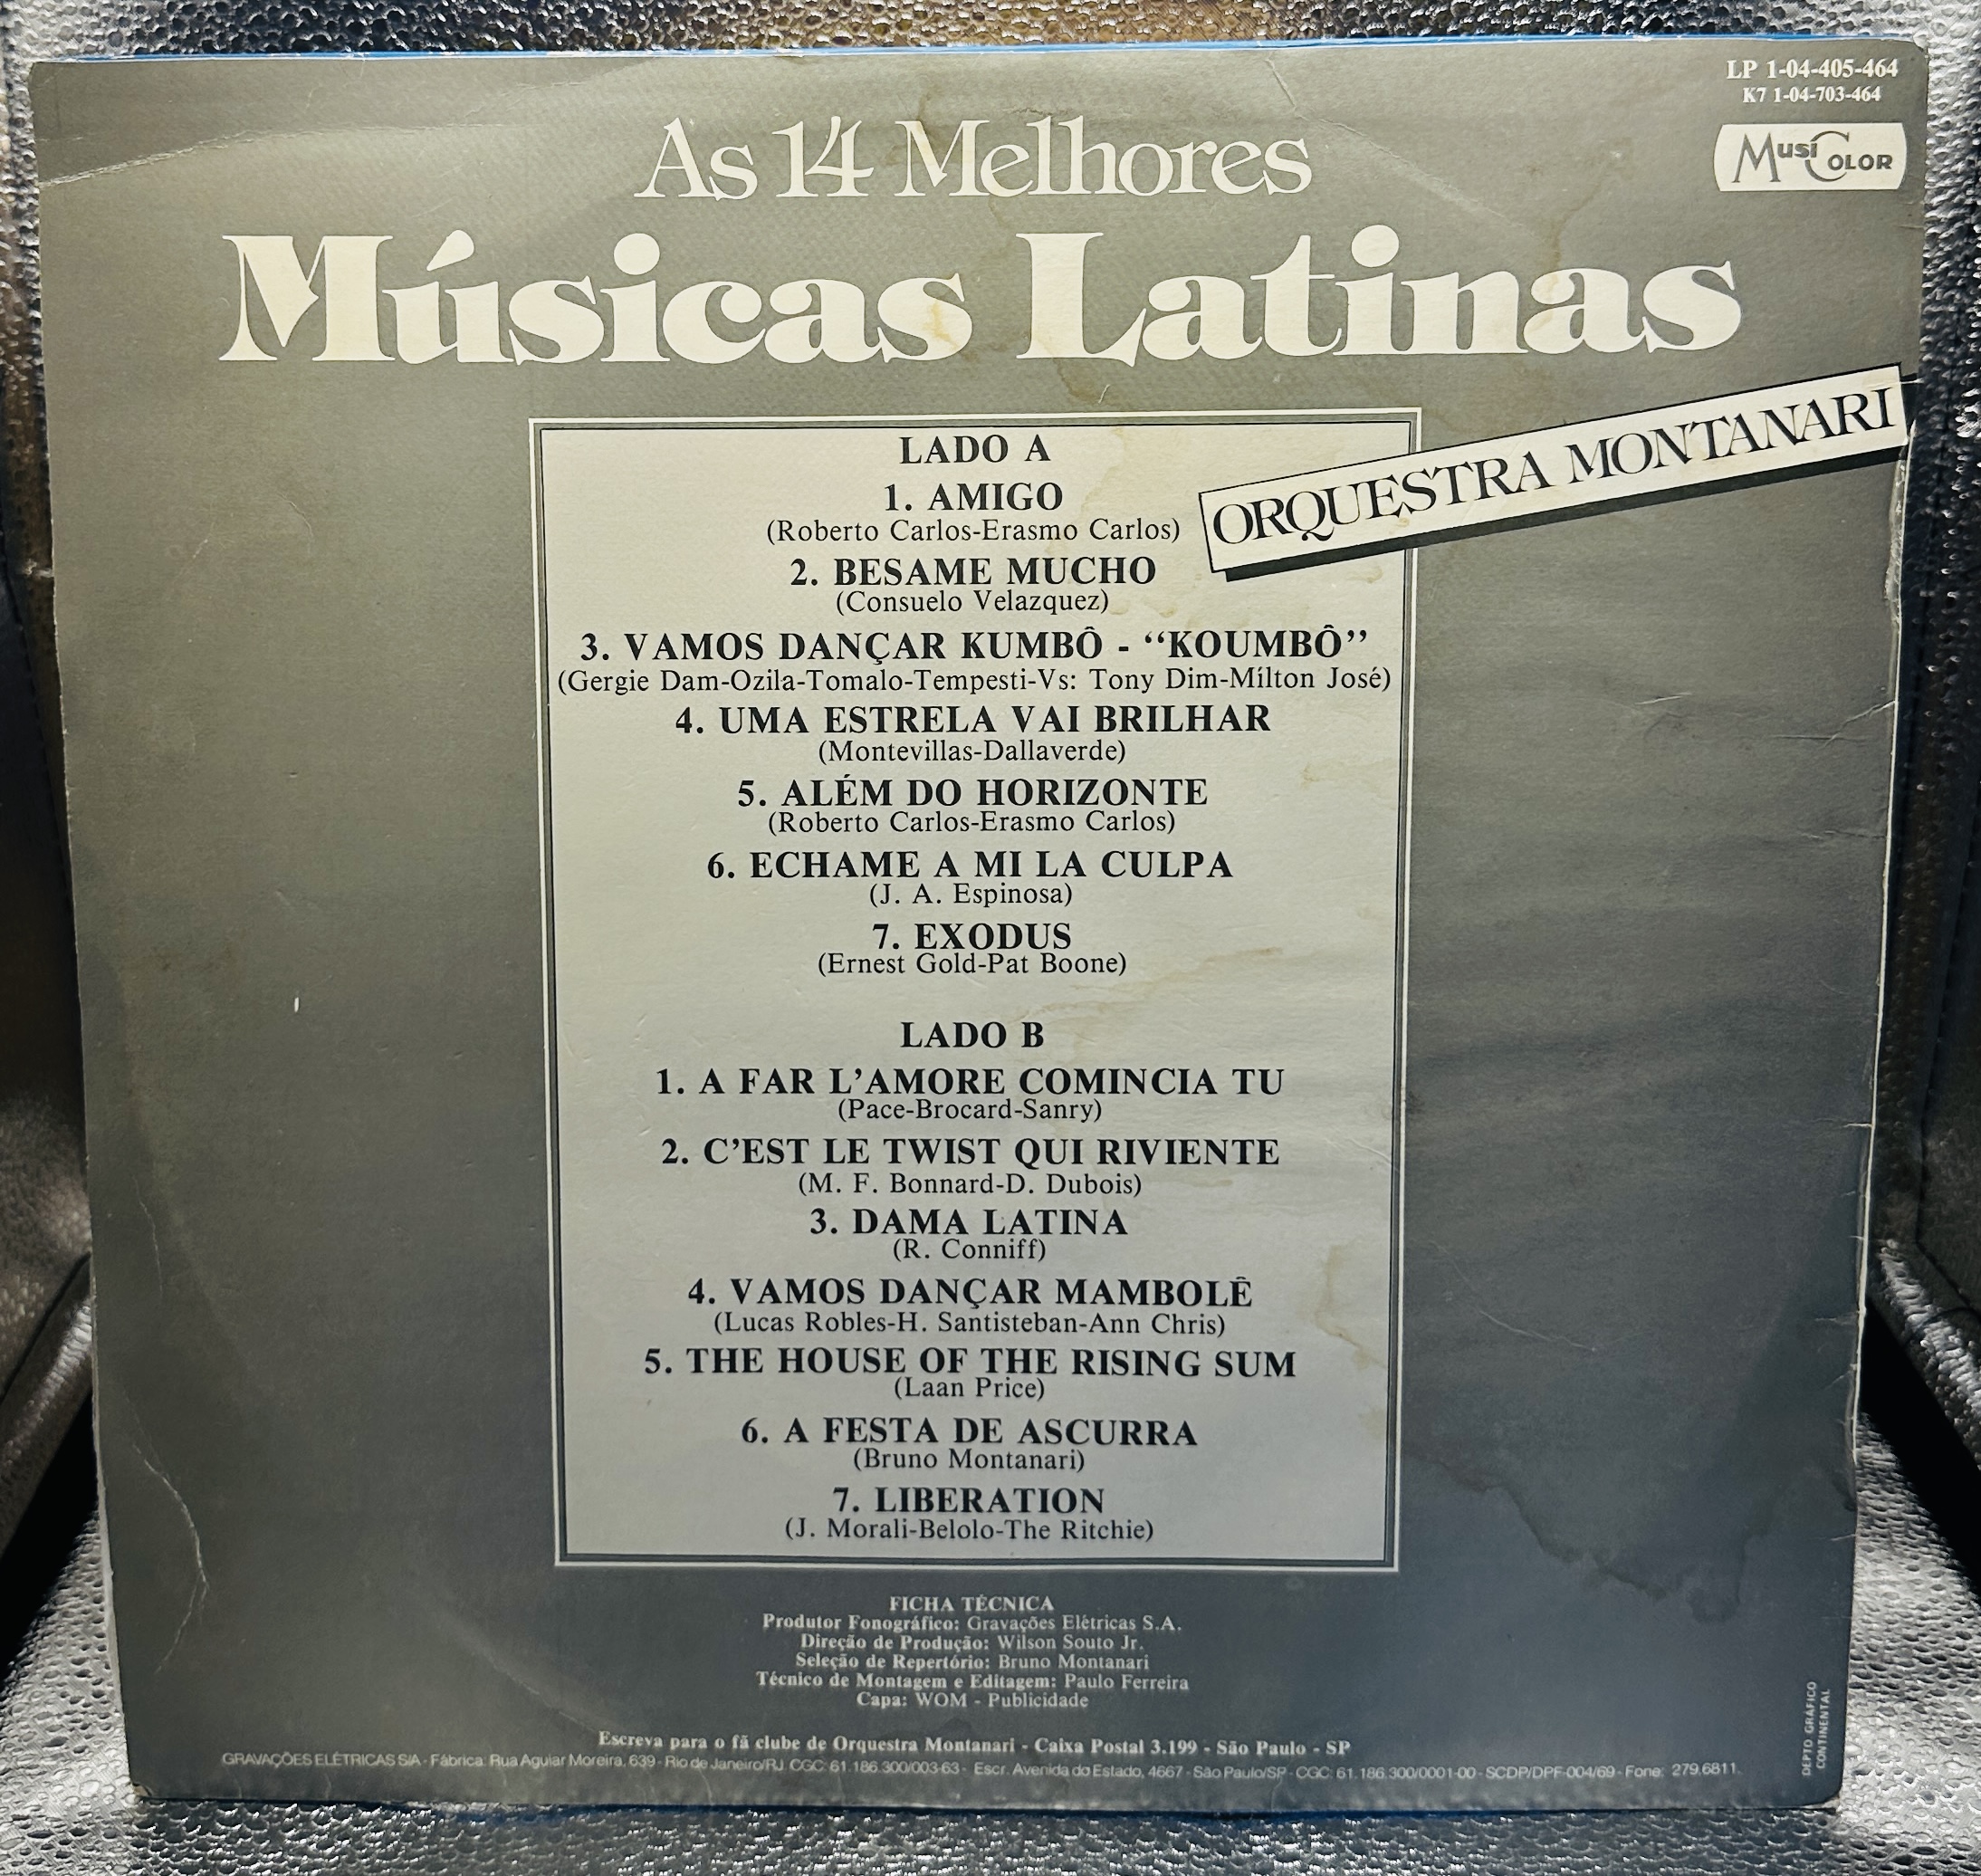 LP 1-04-405-464
K7 1-04-703-464
MUSICOLOR
As 14 Melhores
Músicas Latinas
ORQUESTRA MONTANARI
LADO A
1. AMIGO
(Roberto Carlos-Erasmo Carlos)
2. BESAME MUCHO
(Consuelo Velazquez)
3. VAMOS DANÇAR KUMBÔ - “KOUMBÔ”
(Gergie Dam-Ozila-Tomalo-Tempesti-Vs: Tony Dim-Mílton José)
4. UMA ESTRELA VAI BRILHAR
(Montevillas-Dallaverde)
5. ALÉM DO HORIZONTE
(Roberto Carlos-Erasmo Carlos)
6. ECHAME A MI LA CULPA
(J. A. Espinosa)
7. EXODUS
(Ernest Gold-Pat Boone)
LADO B
1. A FAR L’AMORE COMINCIA TU
(Pace-Brocard-Sanry)
2. C’EST LE TWIST QUI RIVIENTE
(M. F. Bonnard-D. Dubois)
3. DAMA LATINA
(R. Conniff)
4. VAMOS DANÇAR MAMBOLÊ
(Lucas Robles-H. Santisteban-Ann Chris)
5. THE HOUSE OF THE RISING SUM
(Laan Price)
6. A FESTA DE ASCURRA
(Bruno Montanari)
7. LIBERATION
(J. Morali-Belolo-The Ritchie)
FICHA TÉCNICA
Produtor Fonográfico: Gravações Elétricas S.A.
Direção de Produção: Wilson Souto Jr.
Seleção de Repertório: Bruno Montanari
Técnico de Montagem e Editagem: Paulo Ferreira
Capa: WOM - Publicidade
Escreva para o fã clube de Orquestra Montanari - Caixa Postal 3.199 - São Paulo - SP
GRAVAÇÕES ELÉTRICAS S/A - Fábrica: Rua Aguiar Moreira, 639 - Rio de Janeiro/RJ CGC: 61.186.300/003-63 - Escr. Avenida do Estado, 4667 - São Paulo/SP - CGC: 61.186.300/0001-00 - SCDP/DPF-004/69 - Fone: 279.6811.
DEPTO GRÁFICO
CONTINENTAL